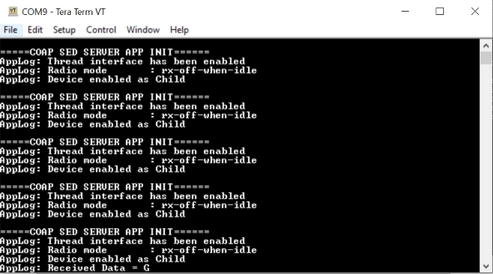 COM9 - Tera Term VT
File Edit Setup Control Window Help
=====COAP SED SERVER APP INIT======
AppLog: Thread interface has been enabled
AppLog: Radio mode : rx-off-when-idle
AppLog: Device enabled as Child
=====COAP SED SERVER APP INIT======
AppLog: Thread interface has been enabled
AppLog: Radio mode : rx-off-when-idle
AppLog: Device enabled as Child
=====COAP SED SERVER APP INIT======
AppLog: Thread interface has been enabled
AppLog: Radio mode : rx-off-when-idle
AppLog: Device enabled as Child
=====COAP SED SERVER APP INIT======
AppLog: Thread interface has been enabled
AppLog: Radio mode : rx-off-when-idle
AppLog: Device enabled as Child
=====COAP SED SERVER APP INIT======
AppLog: Thread interface has been enabled
AppLog: Radio mode : rx-off-when-idle
AppLog: Device enabled as Child
AppLog: Received Data = G